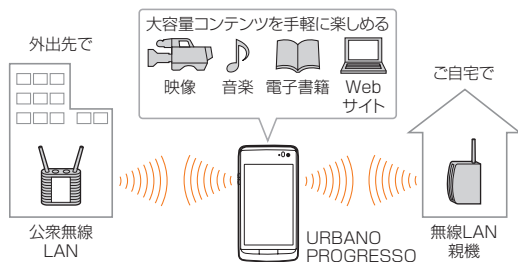 大容量コンテンツを手軽に楽しめる
映像
音楽
電子書籍
Web
サイト
外出先で
公衆無線
LAN
URBANO
PROGRESSO
ご自宅で
無線LAN
親機